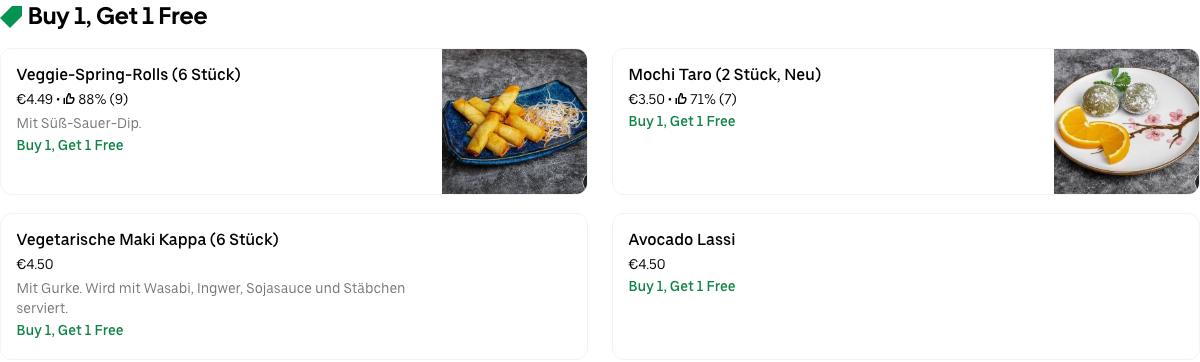 Buy 1, Get 1 Free
Veggie-Spring-Rolls (6 Stück)
€4.49 • 88% (9)
Mit Süß-Sauer-Dip.
Buy 1, Get 1 Free
Mochi Taro (2 Stück, Neu)
€3.50 • 71% (7)
Buy 1, Get 1 Free
Vegetarische Maki Kappa (6 Stück)
€4.50
Mit Gurke. Wird mit Wasabi, Ingwer, Sojasauce und Stäbchen
serviert.
Buy 1, Get 1 Free
Avocado Lassi
€4.50
Buy 1, Get 1 Free